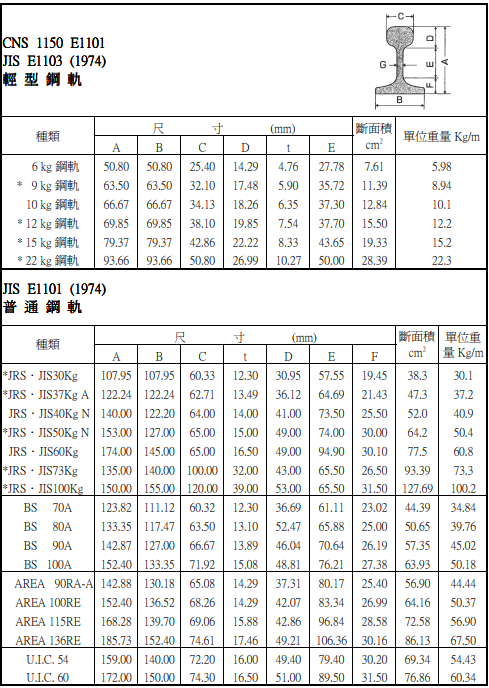 CNS 1150 E1101
JIS E1103 (1974)
輕 型 鋼 軌
C
D
G
E
A
F
B
種類 尺 寸 (mm) 斷面積 cm² 單位重量 Kg/m
A B C D t E
6 kg 鋼軌 50.80 50.80 25.40 14.29 4.76 27.78 7.61 5.98
* 9 kg 鋼軌 63.50 63.50 32.10 17.48 5.90 35.72 11.39 8.94
10 kg 鋼軌 66.67 66.67 34.13 18.26 6.35 37.30 12.84 10.1
* 12 kg 鋼軌 69.85 69.85 38.10 19.85 7.54 37.70 15.50 12.2
* 15 kg 鋼軌 79.37 79.37 42.86 22.22 8.33 43.65 19.33 15.2
* 22 kg 鋼軌 93.66 93.66 50.80 26.99 10.27 50.00 28.39 22.3
JIS E1101 (1974)
普 通 鋼 軌
種類 尺 寸 (mm) 斷面積 cm² 單位重量 Kg/m
A B C t D E F
*JRS・JIS30Kg 107.95 107.95 60.33 12.30 30.95 57.55 19.45 38.3 30.1
*JRS・JIS37Kg A 122.24 122.24 62.71 13.49 36.12 64.69 21.43 47.3 37.2
JRS・JIS40Kg N 140.00 122.20 64.00 14.00 41.00 73.50 25.50 52.0 40.9
*JRS・JIS50Kg N 153.00 127.00 65.00 15.00 49.00 74.00 30.00 64.2 50.4
JRS・JIS60Kg 174.00 145.00 65.00 16.50 49.00 94.90 30.10 77.5 60.8
*JRS・JIS73Kg 135.00 140.00 100.00 32.00 43.00 65.50 26.50 93.39 73.3
*JRS・JIS100Kg 150.00 155.00 120.00 39.00 53.00 65.50 31.50 127.69 100.2
BS 70A 123.82 111.12 60.32 12.30 36.69 61.11 23.02 44.39 34.84
BS 80A 133.35 117.47 63.50 13.10 52.47 65.88 25.00 50.65 39.76
BS 90A 142.87 127.00 66.67 13.89 46.04 70.64 26.19 57.35 45.02
BS 100A 152.40 133.35 71.92 15.08 48.81 76.21 27.38 63.93 50.18
AREA 90RA-A 142.88 130.18 65.08 14.29 37.31 80.17 25.40 56.90 44.44
AREA 100RE 152.40 136.52 68.26 14.29 42.07 83.34 26.99 64.16 50.37
AREA 115RE 168.28 139.70 69.06 15.88 42.86 96.84 28.58 72.58 56.90
AREA 136RE 185.73 152.40 74.61 17.46 49.21 106.36 30.16 86.13 67.50
U.I.C. 54 159.00 140.00 72.20 16.00 49.40 79.40 30.20 69.34 54.43
U.I.C. 60 172.00 150.00 74.30 16.50 51.00 89.50 31.50 76.86 60.34